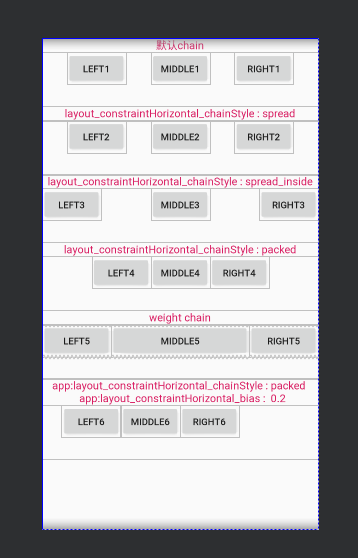 默认chain
LEFT1 MIDDLE1 RIGHT1
layout_constraintHorizontal_chainStyle : spread
LEFT2 MIDDLE2 RIGHT2
layout_constraintHorizontal_chainStyle : spread_inside
LEFT3 MIDDLE3 RIGHT3
layout_constraintHorizontal_chainStyle : packed
LEFT4 MIDDLE4 RIGHT4
weight chain
LEFT5 MIDDLE5 RIGHT5
app:layout_constraintHorizontal_chainStyle : packed
app:layout_constraintHorizontal_bias : 0.2
LEFT6 MIDDLE6 RIGHT6